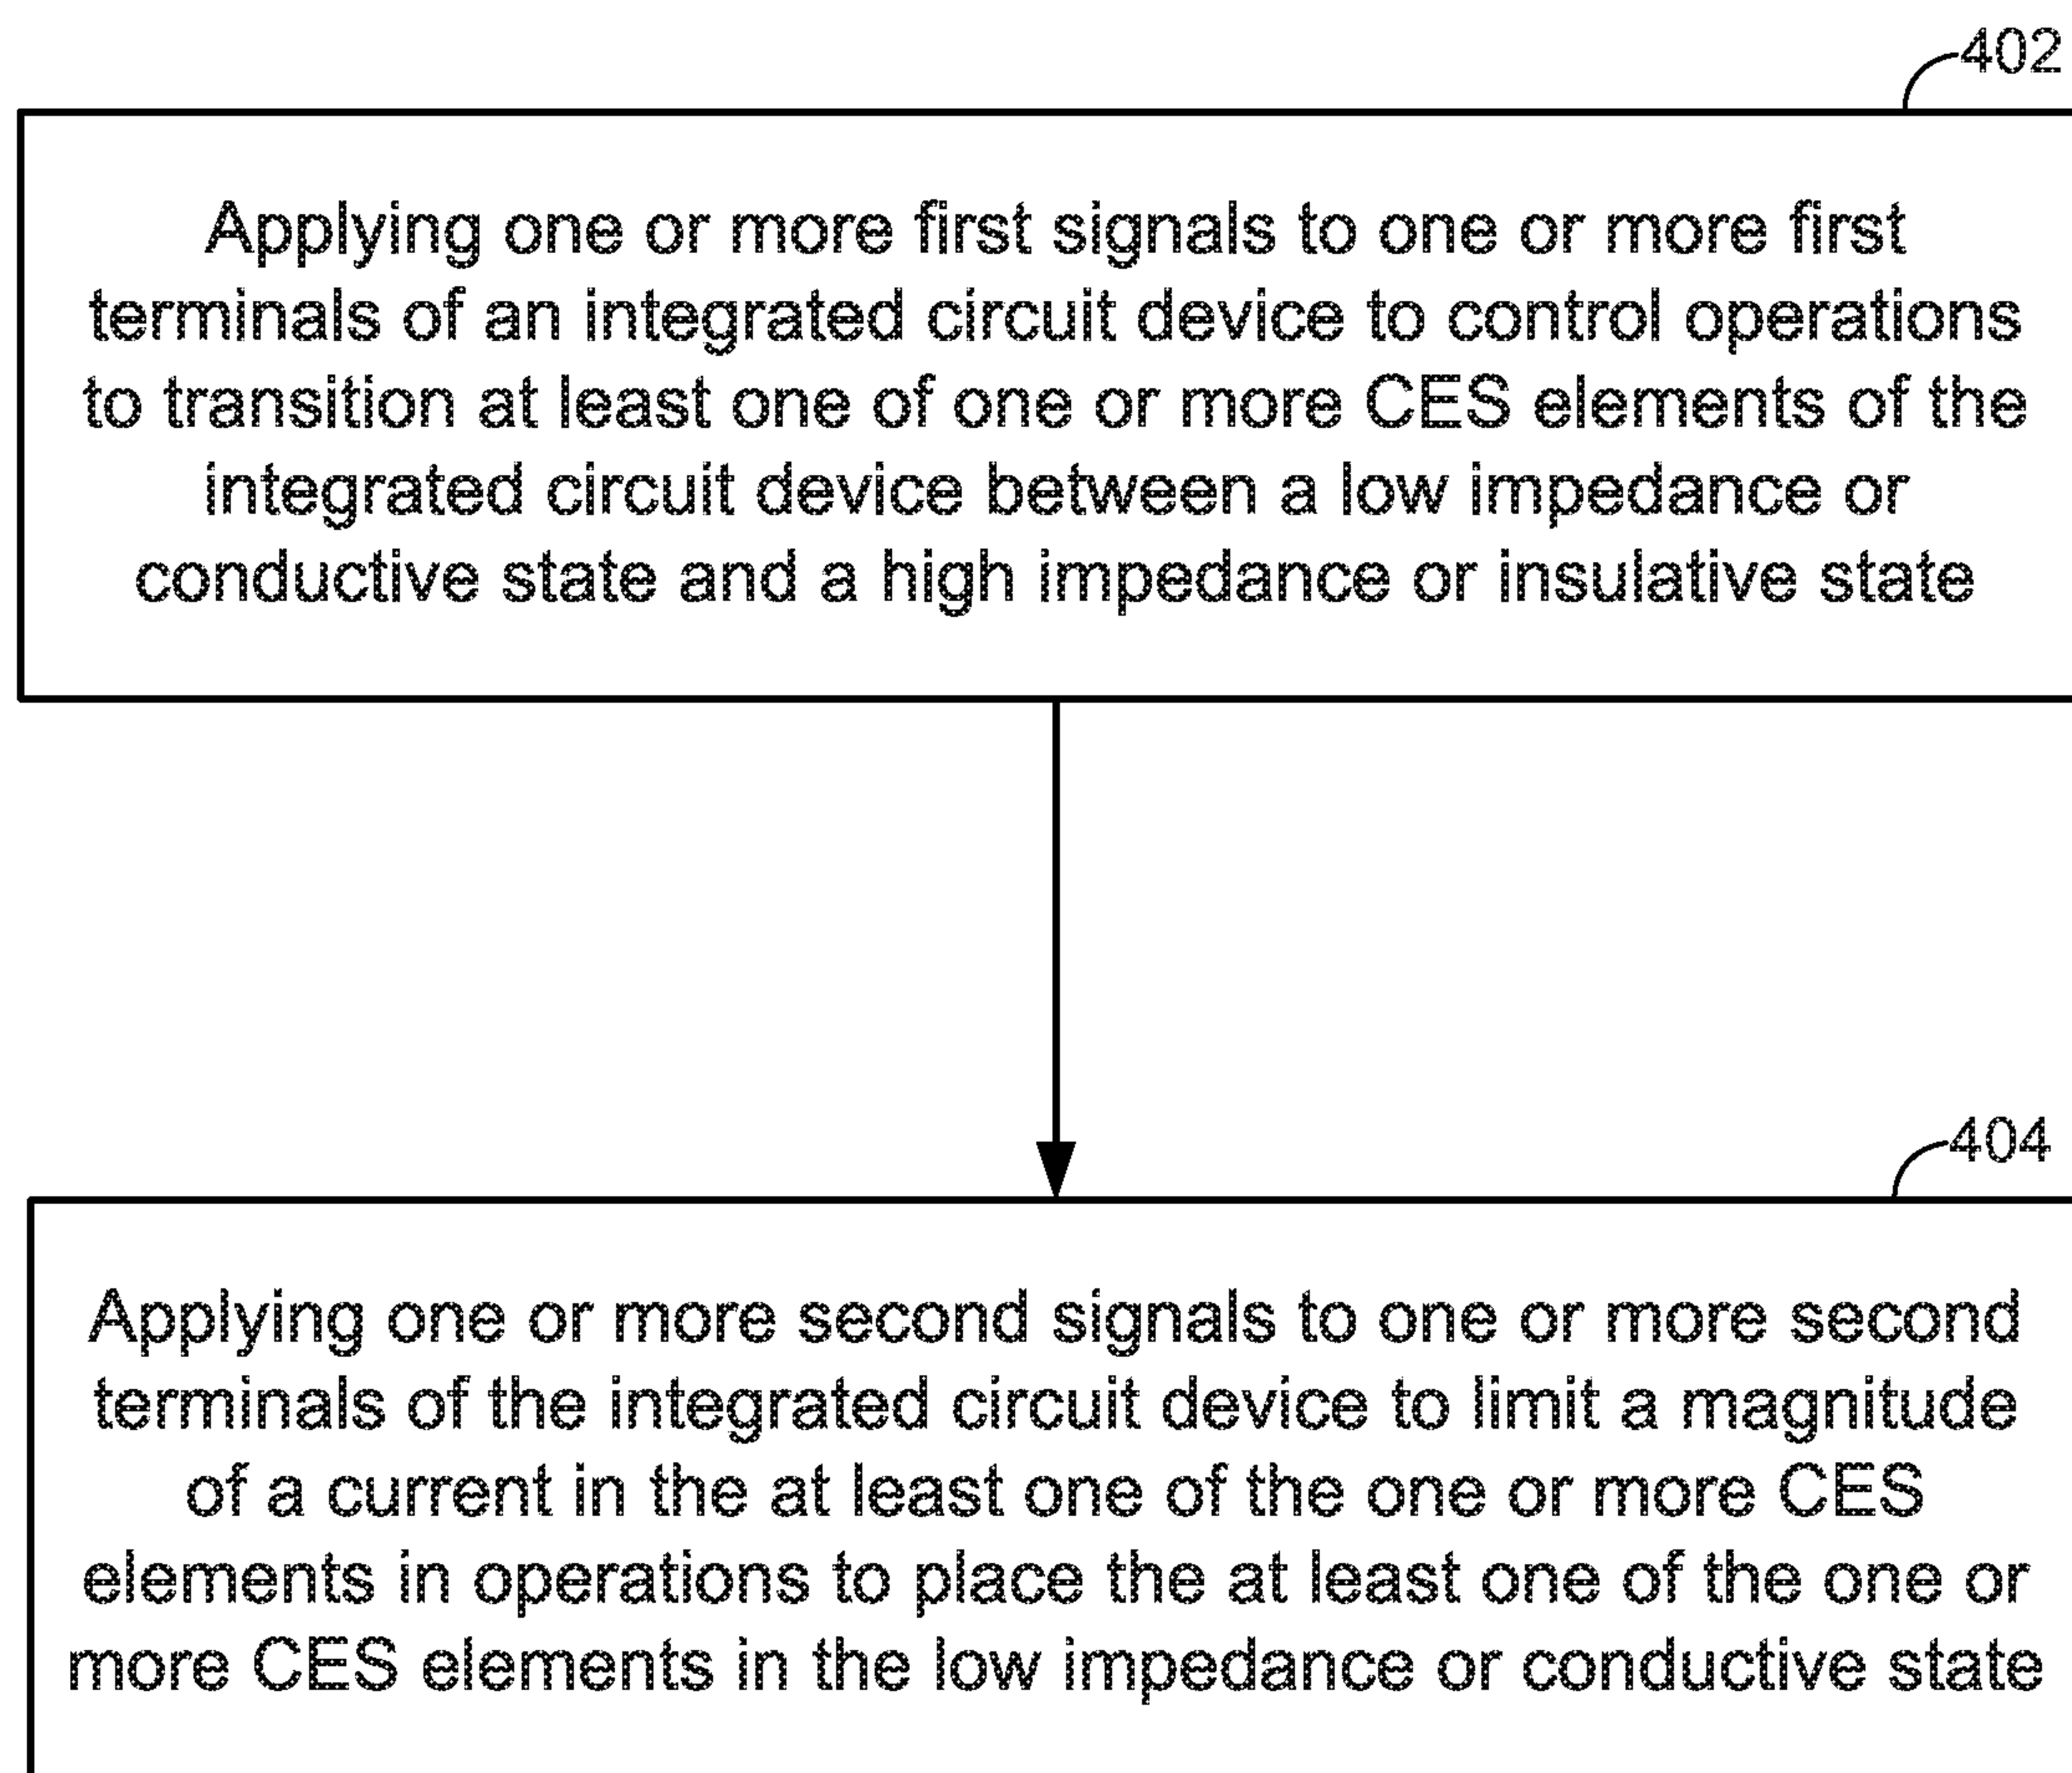 402
Applying one or more first signals to one or more first
terminals of an integrated circuit device to control operations
to transition at least one of one or more CES elements of the
integrated circuit device between a low impedance or
conductive state and a high impedance or insulative state
404
Applying one or more second signals to one or more second
terminals of the integrated circuit device to limit a magnitude
of a current in the at least one of the one or more CES
elements in operations to place the at least one of the one or
more CES elements in the low impedance or conductive state